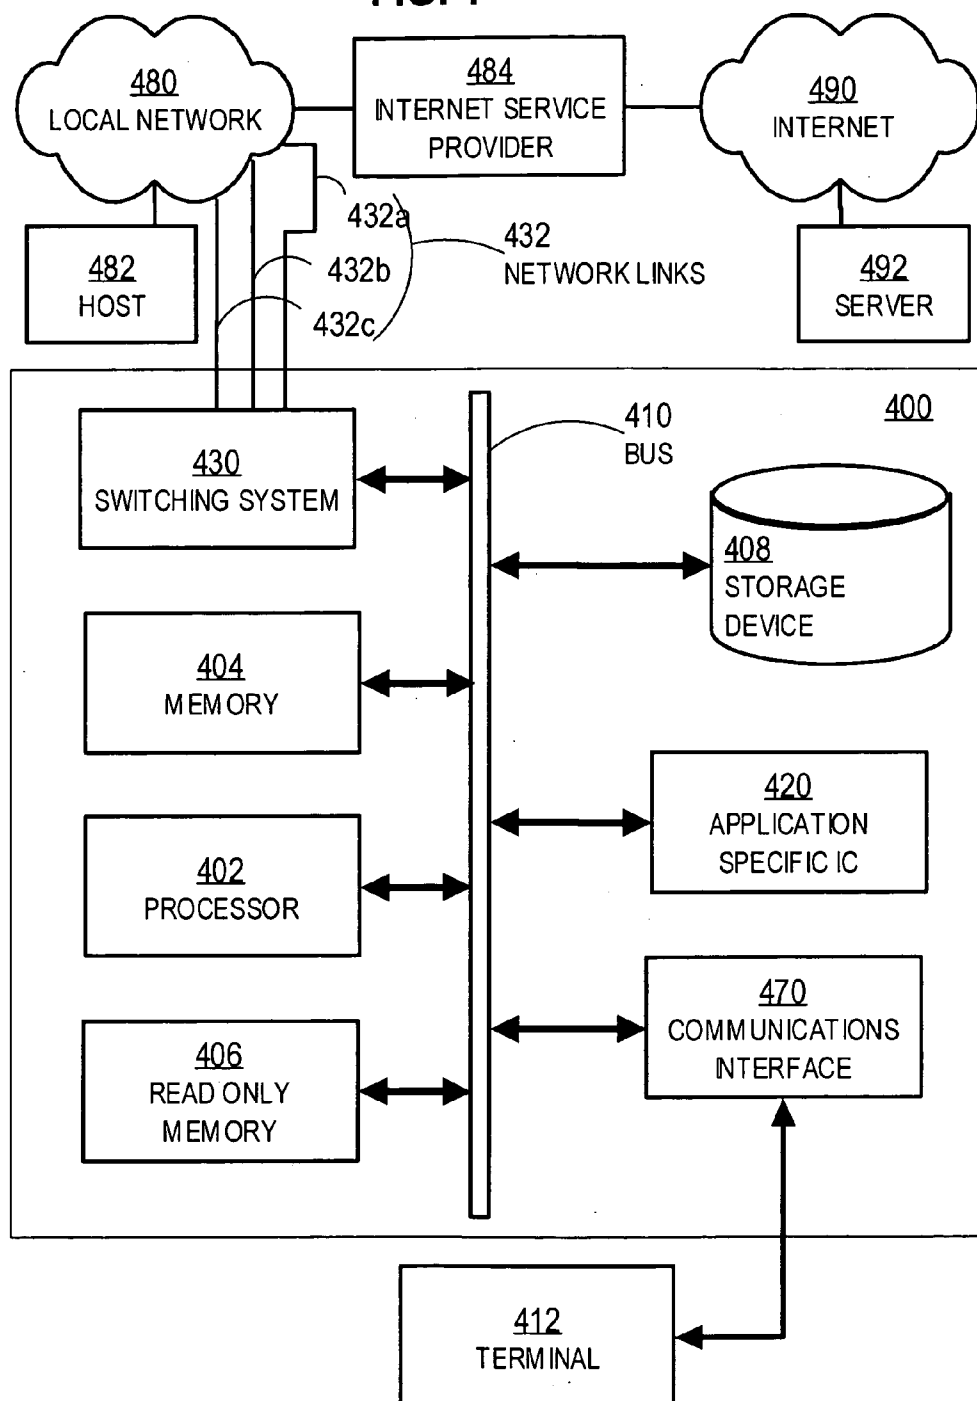 480
LOCAL NETWORK
484
INTERNET SERVICE
PROVIDER
490
INTERNET
432a
432
NETWORK LINKS
432b
432c
482
HOST
492
SERVER
400
410
BUS
430
SWITCHING SYSTEM
408
STORAGE
DEVICE
404
MEMORY
420
APPLICATION
SPECIFIC IC
402
PROCESSOR
470
COMMUNICATIONS
INTERFACE
406
READ ONLY
MEMORY
412
TERMINAL